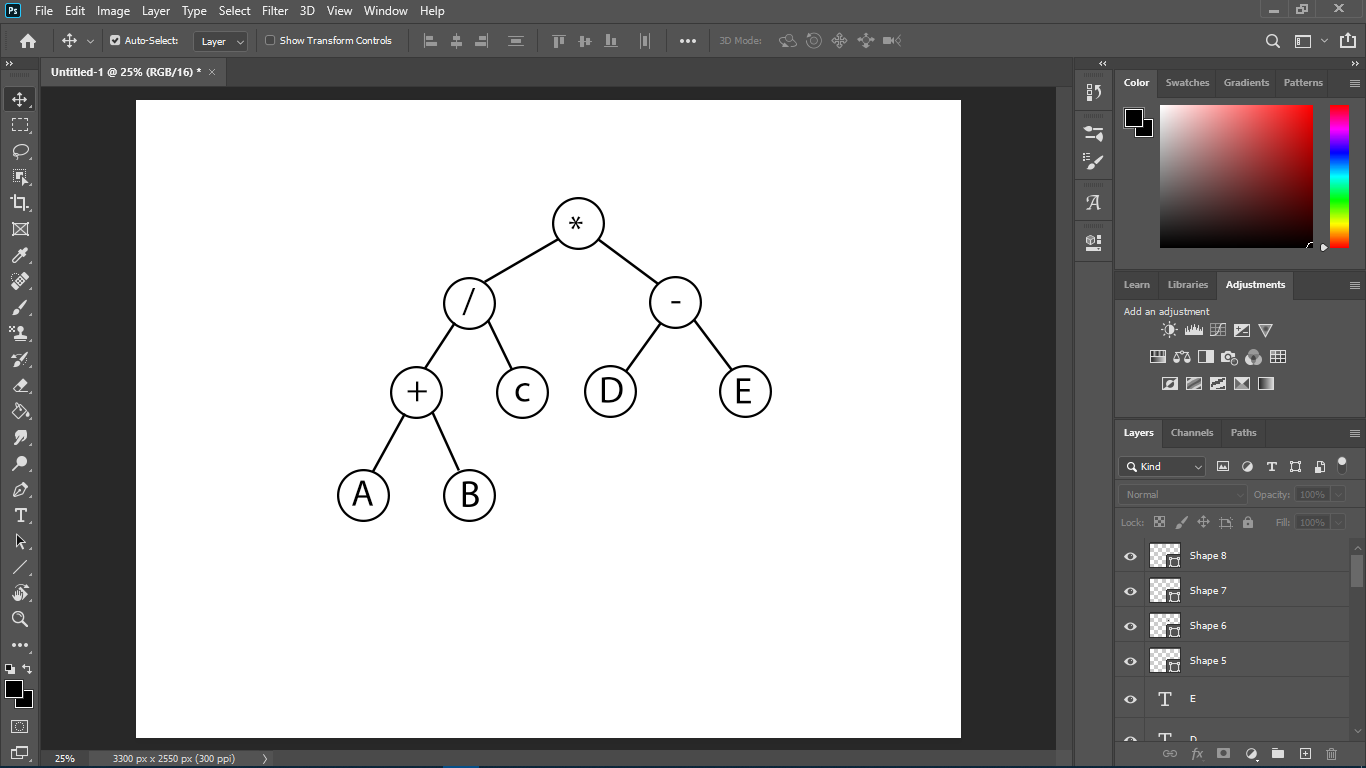 Ps File Edit Image Layer Type Select Filter 3D View Window Help
Auto-Select: Layer Show Transform Controls 3D Mode:
Untitled-1 @ 25% (RGB/16) *
Color Swatches Gradients Patterns
*
/ -
+ c D E
A B
Learn Libraries Adjustments
Add an adjustment
Layers Channels Paths
Kind
Normal Opacity: 100%
Lock: Fill: 100%
Shape 8
Shape 7
Shape 6
Shape 5
E
D
fx
25% 3300 px x 2550 px (300 ppi)